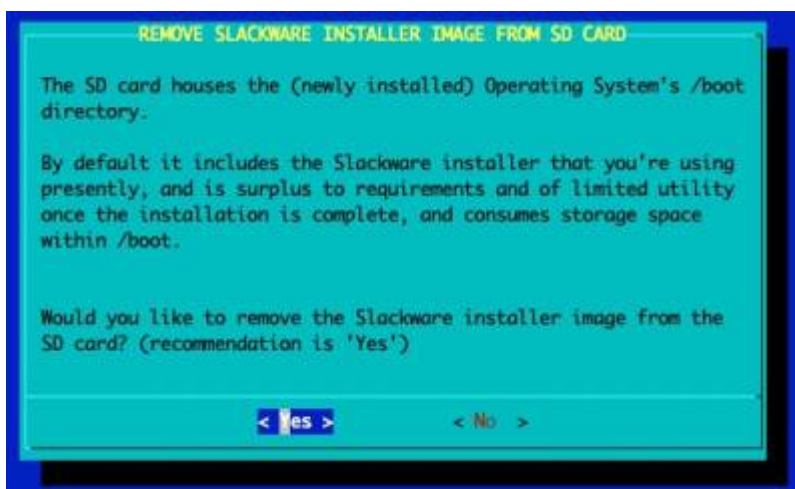 REMOVE SLACKWARE INSTALLER IMAGE FROM SD CARD
The SD card houses the (newly installed) Operating System's /boot
directory.
By default it includes the Slackware installer that you're using
presently, and is surplus to requirements and of limited utility
once the installation is complete, and consumes storage space
within /boot.
Would you like to remove the Slackware installer image from the
SD card? (recommendation is 'Yes')
< Yes > < No >